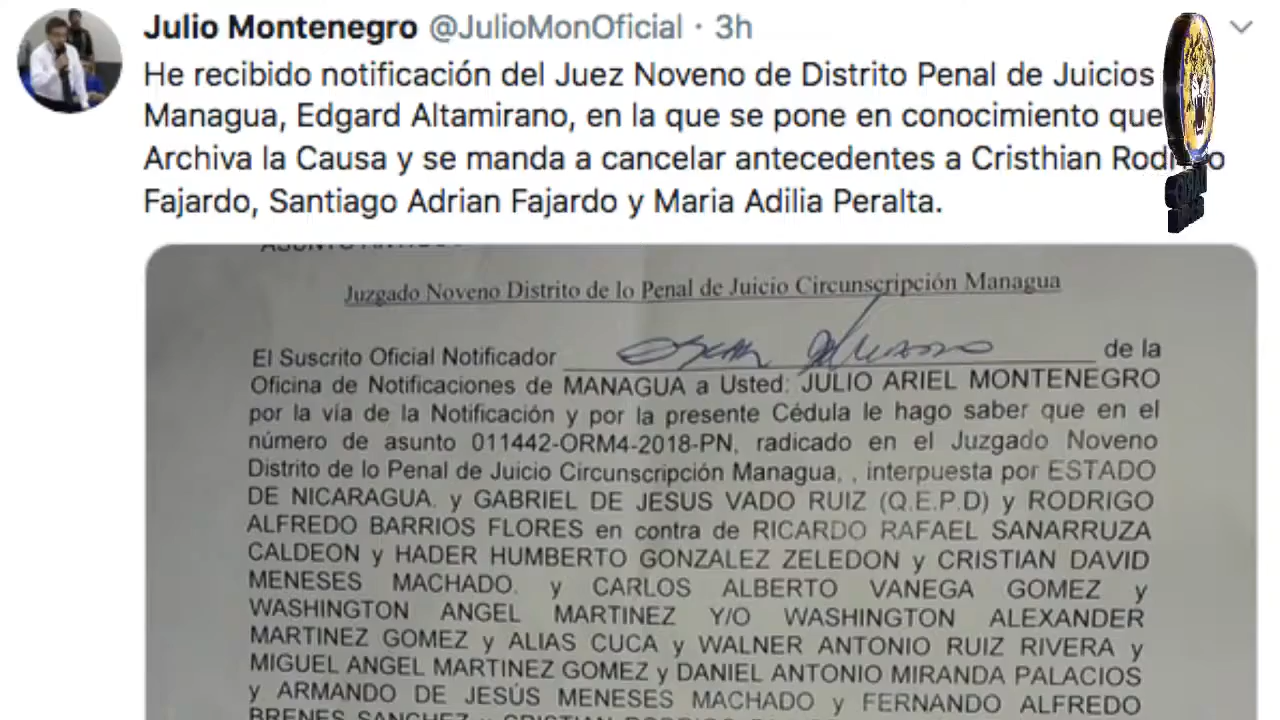 Julio Montenegro @JulioMonOficial · 3h
He recibido notificación del Juez Noveno de Distrito Penal de Juicios
Managua, Edgard Altamirano, en la que se pone en conocimiento que
Archiva la Causa y se manda a cancelar antecedentes a Cristhian Rodrigo
Fajardo, Santiago Adrian Fajardo y Maria Adilia Peralta.
Juzgado Noveno Distrito de lo Penal de Juicio Circunscripción Managua
El Suscrito Oficial Notificador de la
Oficina de Notificaciones de MANAGUA a Usted: JULIO ARIEL MONTENEGRO
por la vía de la Notificación y por la presente Cédula le hago saber que en el
número de asunto 011442-ORM4-2018-PN, radicado en el Juzgado Noveno
Distrito de lo Penal de Juicio Circunscripción Managua, , interpuesta por ESTADO
DE NICARAGUA. y GABRIEL DE JESUS VADO RUIZ (Q.E.P.D) y RODRIGO
ALFREDO BARRIOS FLORES en contra de RICARDO RAFAEL SANARRUZA
CALDEON y HADER HUMBERTO GONZALEZ ZELEDON y CRISTIAN DAVID
MENESES MACHADO. y CARLOS ALBERTO VANEGA GOMEZ y
WASHINGTON ANGEL MARTINEZ Y/O WASHINGTON ALEXANDER
MARTINEZ GOMEZ y ALIAS CUCA y WALNER ANTONIO RUIZ RIVERA y
MIGUEL ANGEL MARTINEZ GOMEZ y DANIEL ANTONIO MIRANDA PALACIOS
y ARMANDO DE JESÚS MENESES MACHADO y FERNANDO ALFREDO
BRENES SANCHEZ y CRISTIAN RODRIGO